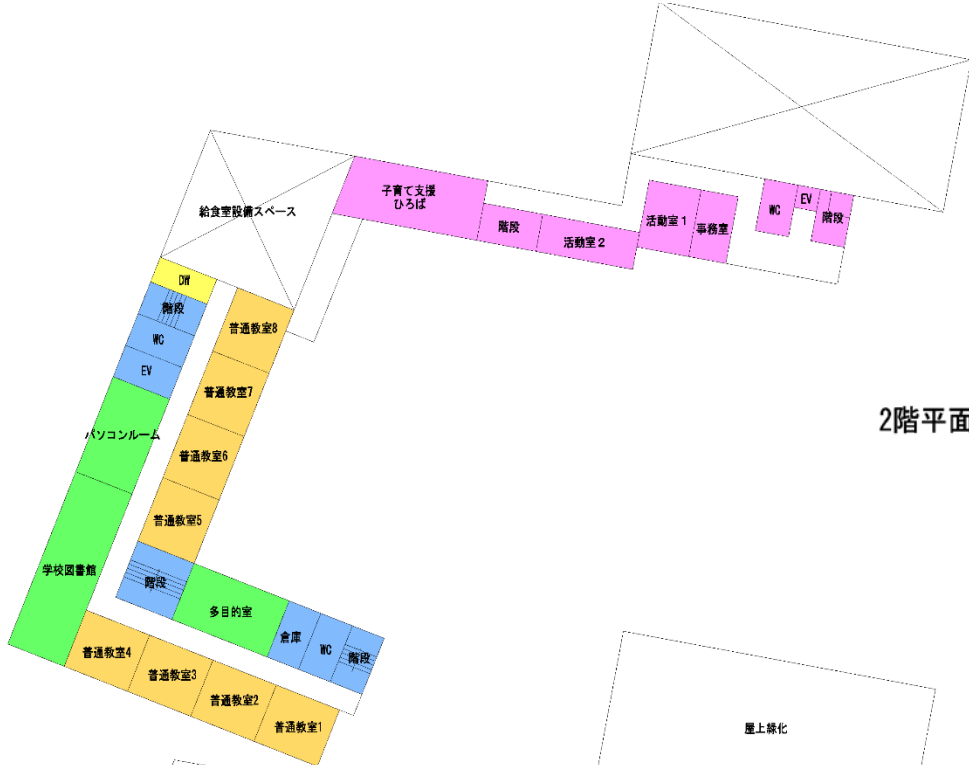 子育て支援
ひろば
給食室設備スペース
階段
活動室2
活動室1
事務室
WC
EV
階段
DW
階段
WC
EV
普通教室8
普通教室7
パソコンルーム
2階平面
普通教室6
普通教室5
学校図書館
階段
多目的室
倉庫
WC
階段
普通教室4
普通教室3
普通教室2
普通教室1
屋上緑化